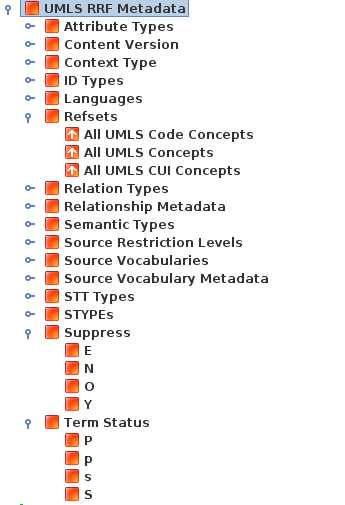 UMLS RRF Metadata
Attribute Types
Content Version
Context Type
ID Types
Languages
Refsets
All UMLS Code Concepts
All UMLS Concepts
All UMLS CUI Concepts
Relation Types
Relationship Metadata
Semantic Types
Source Restriction Levels
Source Vocabularies
Source Vocabulary Metadata
STT Types
STYPEs
Suppress
E
N
O
Y
Term Status
P
p
s
S